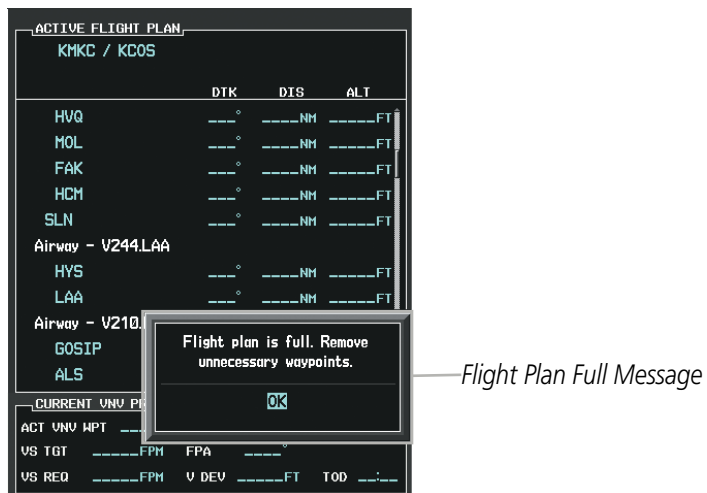 ACTIVE FLIGHT PLAN
KMKC / KCOS
DTK DIS ALT
HVQ ___° ____NM _____FT
MOL ___° ____NM _____FT
FAK ___° ____NM _____FT
HCM ___° ____NM _____FT
SLN ___° ____NM _____FT
Airway - V244.LAA
HYS ___° ____NM _____FT
LAA ___° ____NM _____FT
Airway - V210.
GOSIP
ALS
Flight plan is full. Remove
unnecessary waypoints.
OK
Flight Plan Full Message
CURRENT VNV
ACT VNV WPT
VS TGT _____FPM FPA ____°
VS REQ _____FPM V DEV _____FT TOD __:__